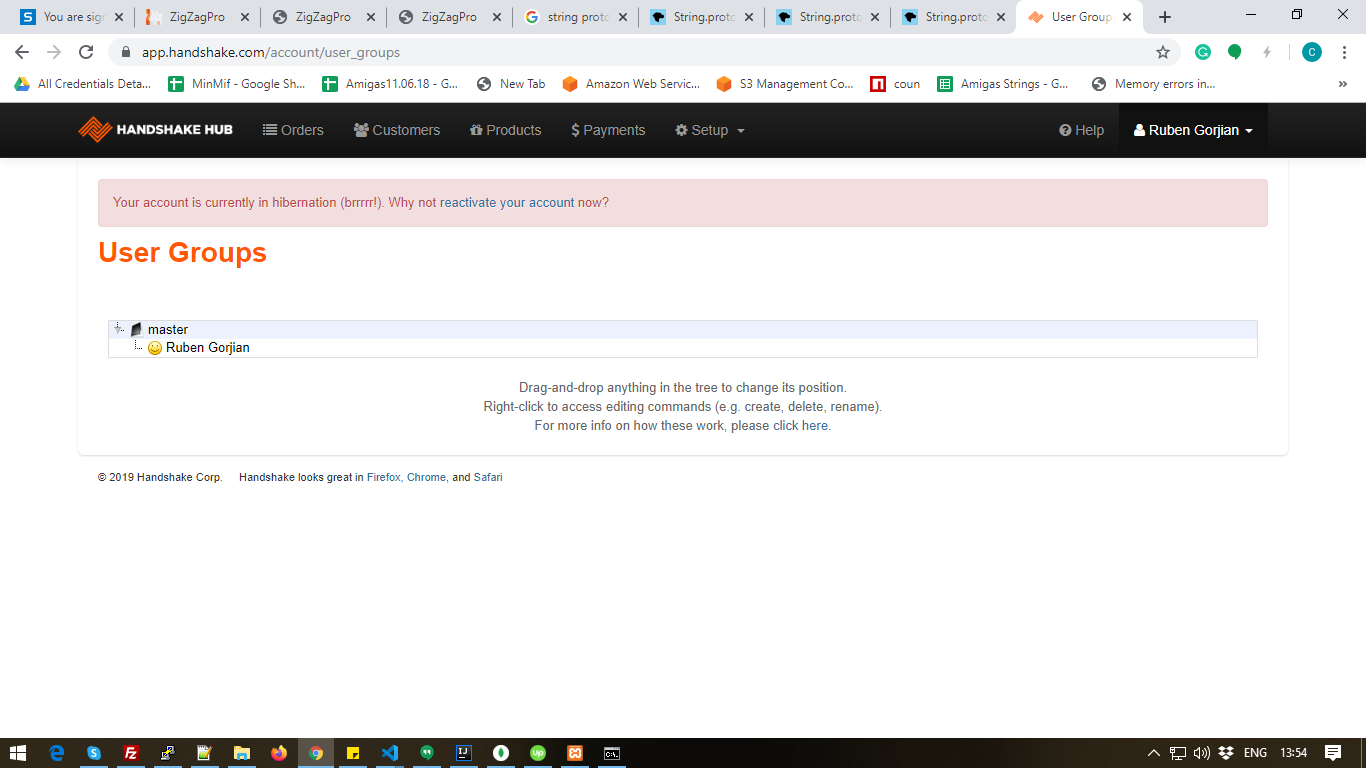 You are sig
ZigZagPro
ZigZagPro
ZigZagPro
string proto
String.proto
String.proto
String.proto
User Group
app.handshake.com/account/user_groups
C
All Credentials Deta...
MinMif - Google Sh...
Amigas11.06.18 - G...
New Tab
Amazon Web Servic...
S3 Management Co...
coun
Amigas Strings - G...
Memory errors in...
»
HANDSHAKE HUB
Orders
Customers
Products
Payments
Setup
Help
Ruben Gorjian
Your account is currently in hibernation (brrrrr!). Why not reactivate your account now?
User Groups
master
Ruben Gorjian
Drag-and-drop anything in the tree to change its position.
Right-click to access editing commands (e.g. create, delete, rename).
For more info on how these work, please click here.
© 2019 Handshake Corp. Handshake looks great in Firefox, Chrome, and Safari
ENG
13:54